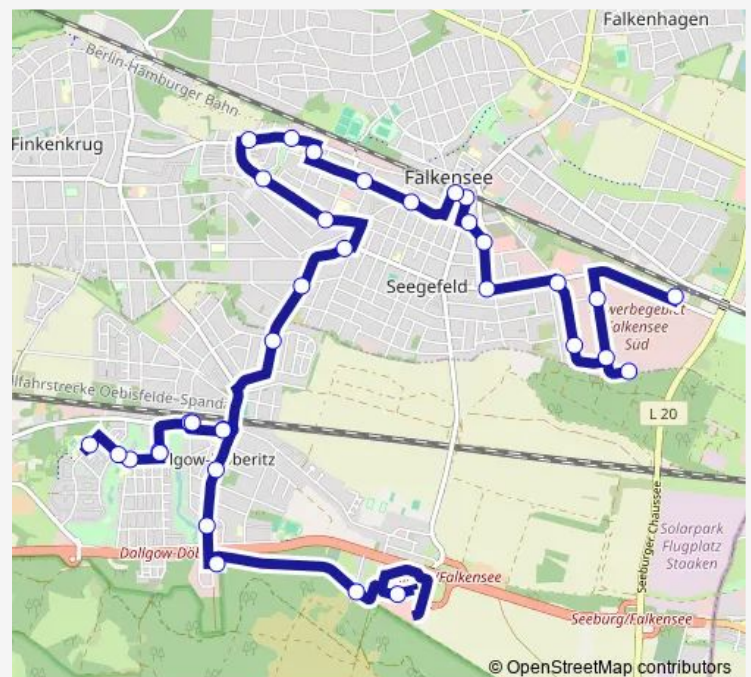 Falkenhagen
Berlin-Hamburger Bahn
Finkenkrug
Falkensee
Seegefeld
werbegebiet
Falkensee
Süd
llfahrstrecke Oebisfelde–Spanda
L 20
lgow-
beritz
Dallgow-Döb
/Falkensee
Seeburger Chaussee
Solarpark
Flugplatz
Staaken
Seeburg/Falkensee
© OpenStreetMap contributors